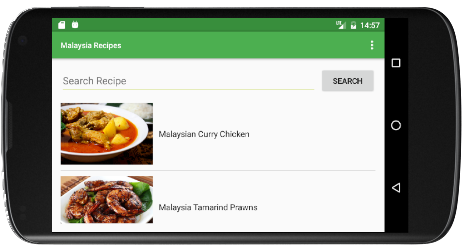 14:57
Malaysia Recipes
Search Recipe
SEARCH
Malaysian Curry Chicken
Malaysia Tamarind Prawns